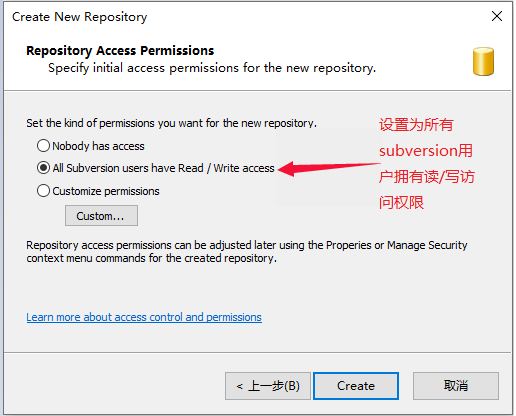 Create New Repository
Repository Access Permissions
Specify initial access permissions for the new repository.
Set the kind of permissions you want for the new repository.
Nobody has access
All Subversion users have Read / Write access
Customize permissions
Custom...
设置为所有
subversion用
户拥有读/写访
问权限
Repository access permissions can be adjusted later using the Properies or Manage Security
context menu commands for the created repository.
Learn more about access control and permissions
< 上一步(B)
Create
取消